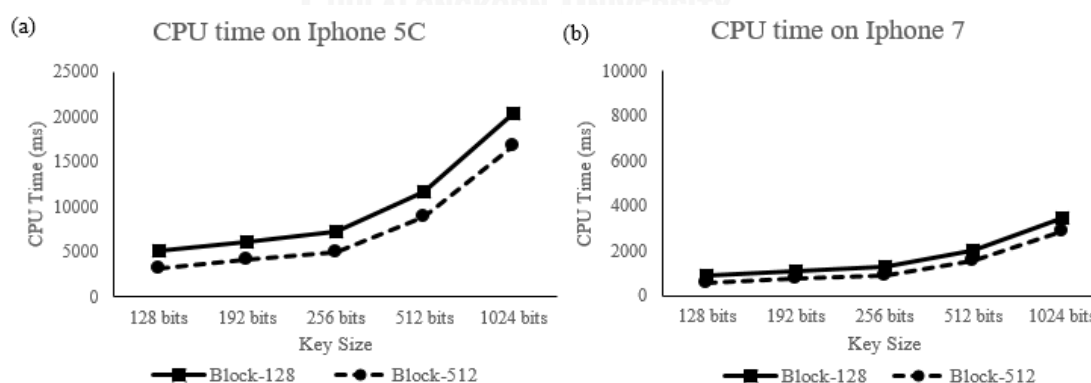 (a)
CPU time on Iphone 5C
25000
20000
15000
10000
5000
0
CPU Time (ms)
128 bits 192 bits 256 bits 512 bits 1024 bits
Key Size
Block-128 Block-512
(b)
CPU time on Iphone 7
10000
8000
6000
4000
2000
0
CPU Time (ms)
128 bits 192 bits 256 bits 512 bits 1024 bits
Key Size
Block-128 Block-512